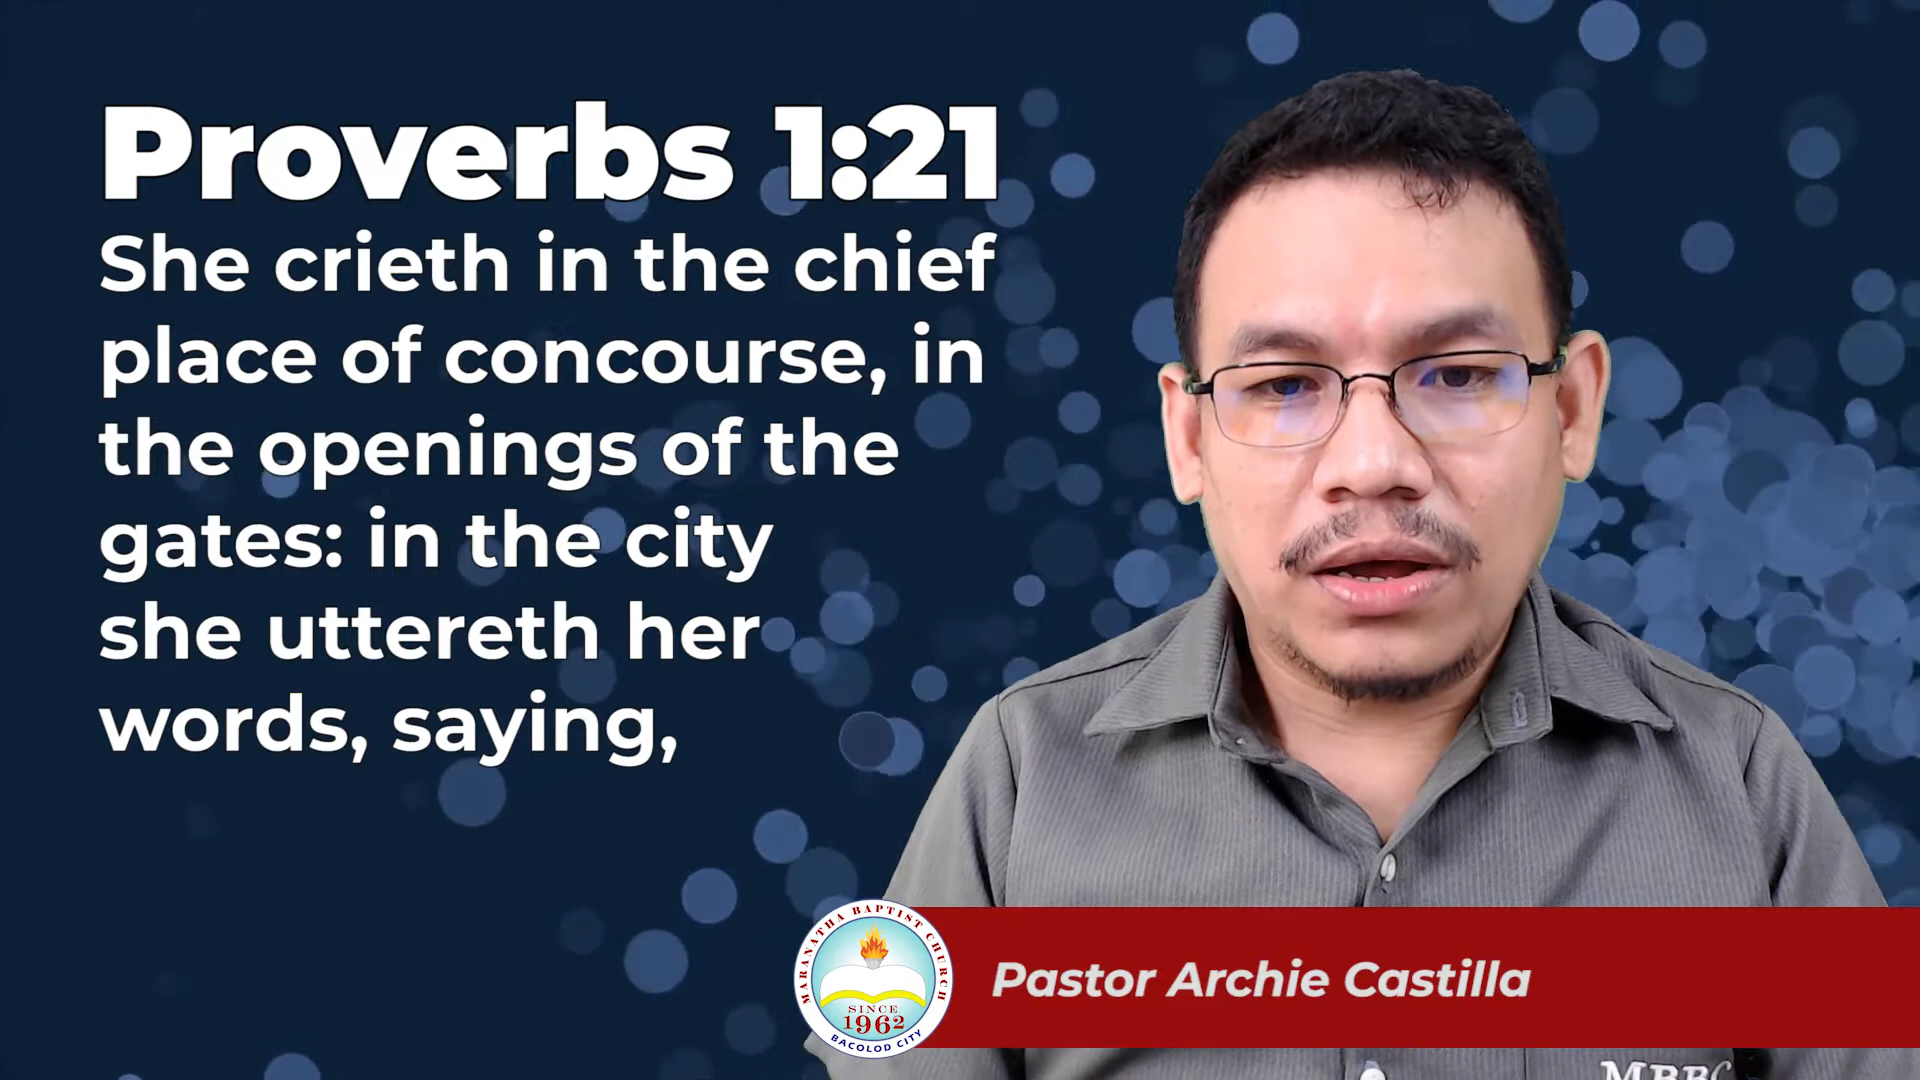 Proverbs 1:21
She crieth in the chief
place of concourse, in
the openings of the
gates: in the city
she uttereth her
words, saying,
MARANATHA BAPTIST CHURCH
SINCE
1962
BACOLOD CITY
Pastor Archie Castilla